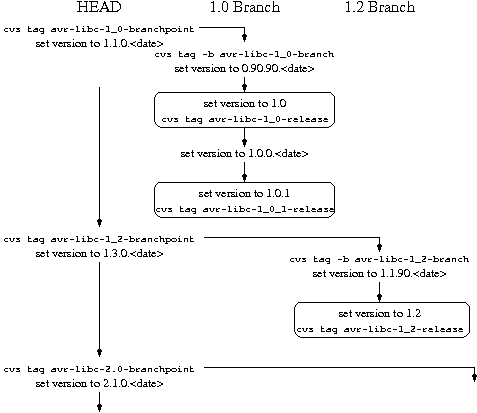 HEAD 1.0 Branch 1.2 Branch
cvs tag avr-libc-1_0-branchpoint
set version to 1.1.0.<date>
cvs tag -b avr-libc-1_0-branch
set version to 0.90.90.<date>
set version to 1.0
cvs tag avr-libc-1_0-release
set version to 1.0.0.<date>
set version to 1.0.1
cvs tag avr-libc-1_0_1-release
cvs tag avr-libc-1_2-branchpoint
set version to 1.3.0.<date>
cvs tag -b avr-libc-1_2-branch
set version to 1.1.90.<date>
set version to 1.2
cvs tag avr-libc-1_2-release
cvs tag avr-libc-2.0-branchpoint
set version to 2.1.0.<date>